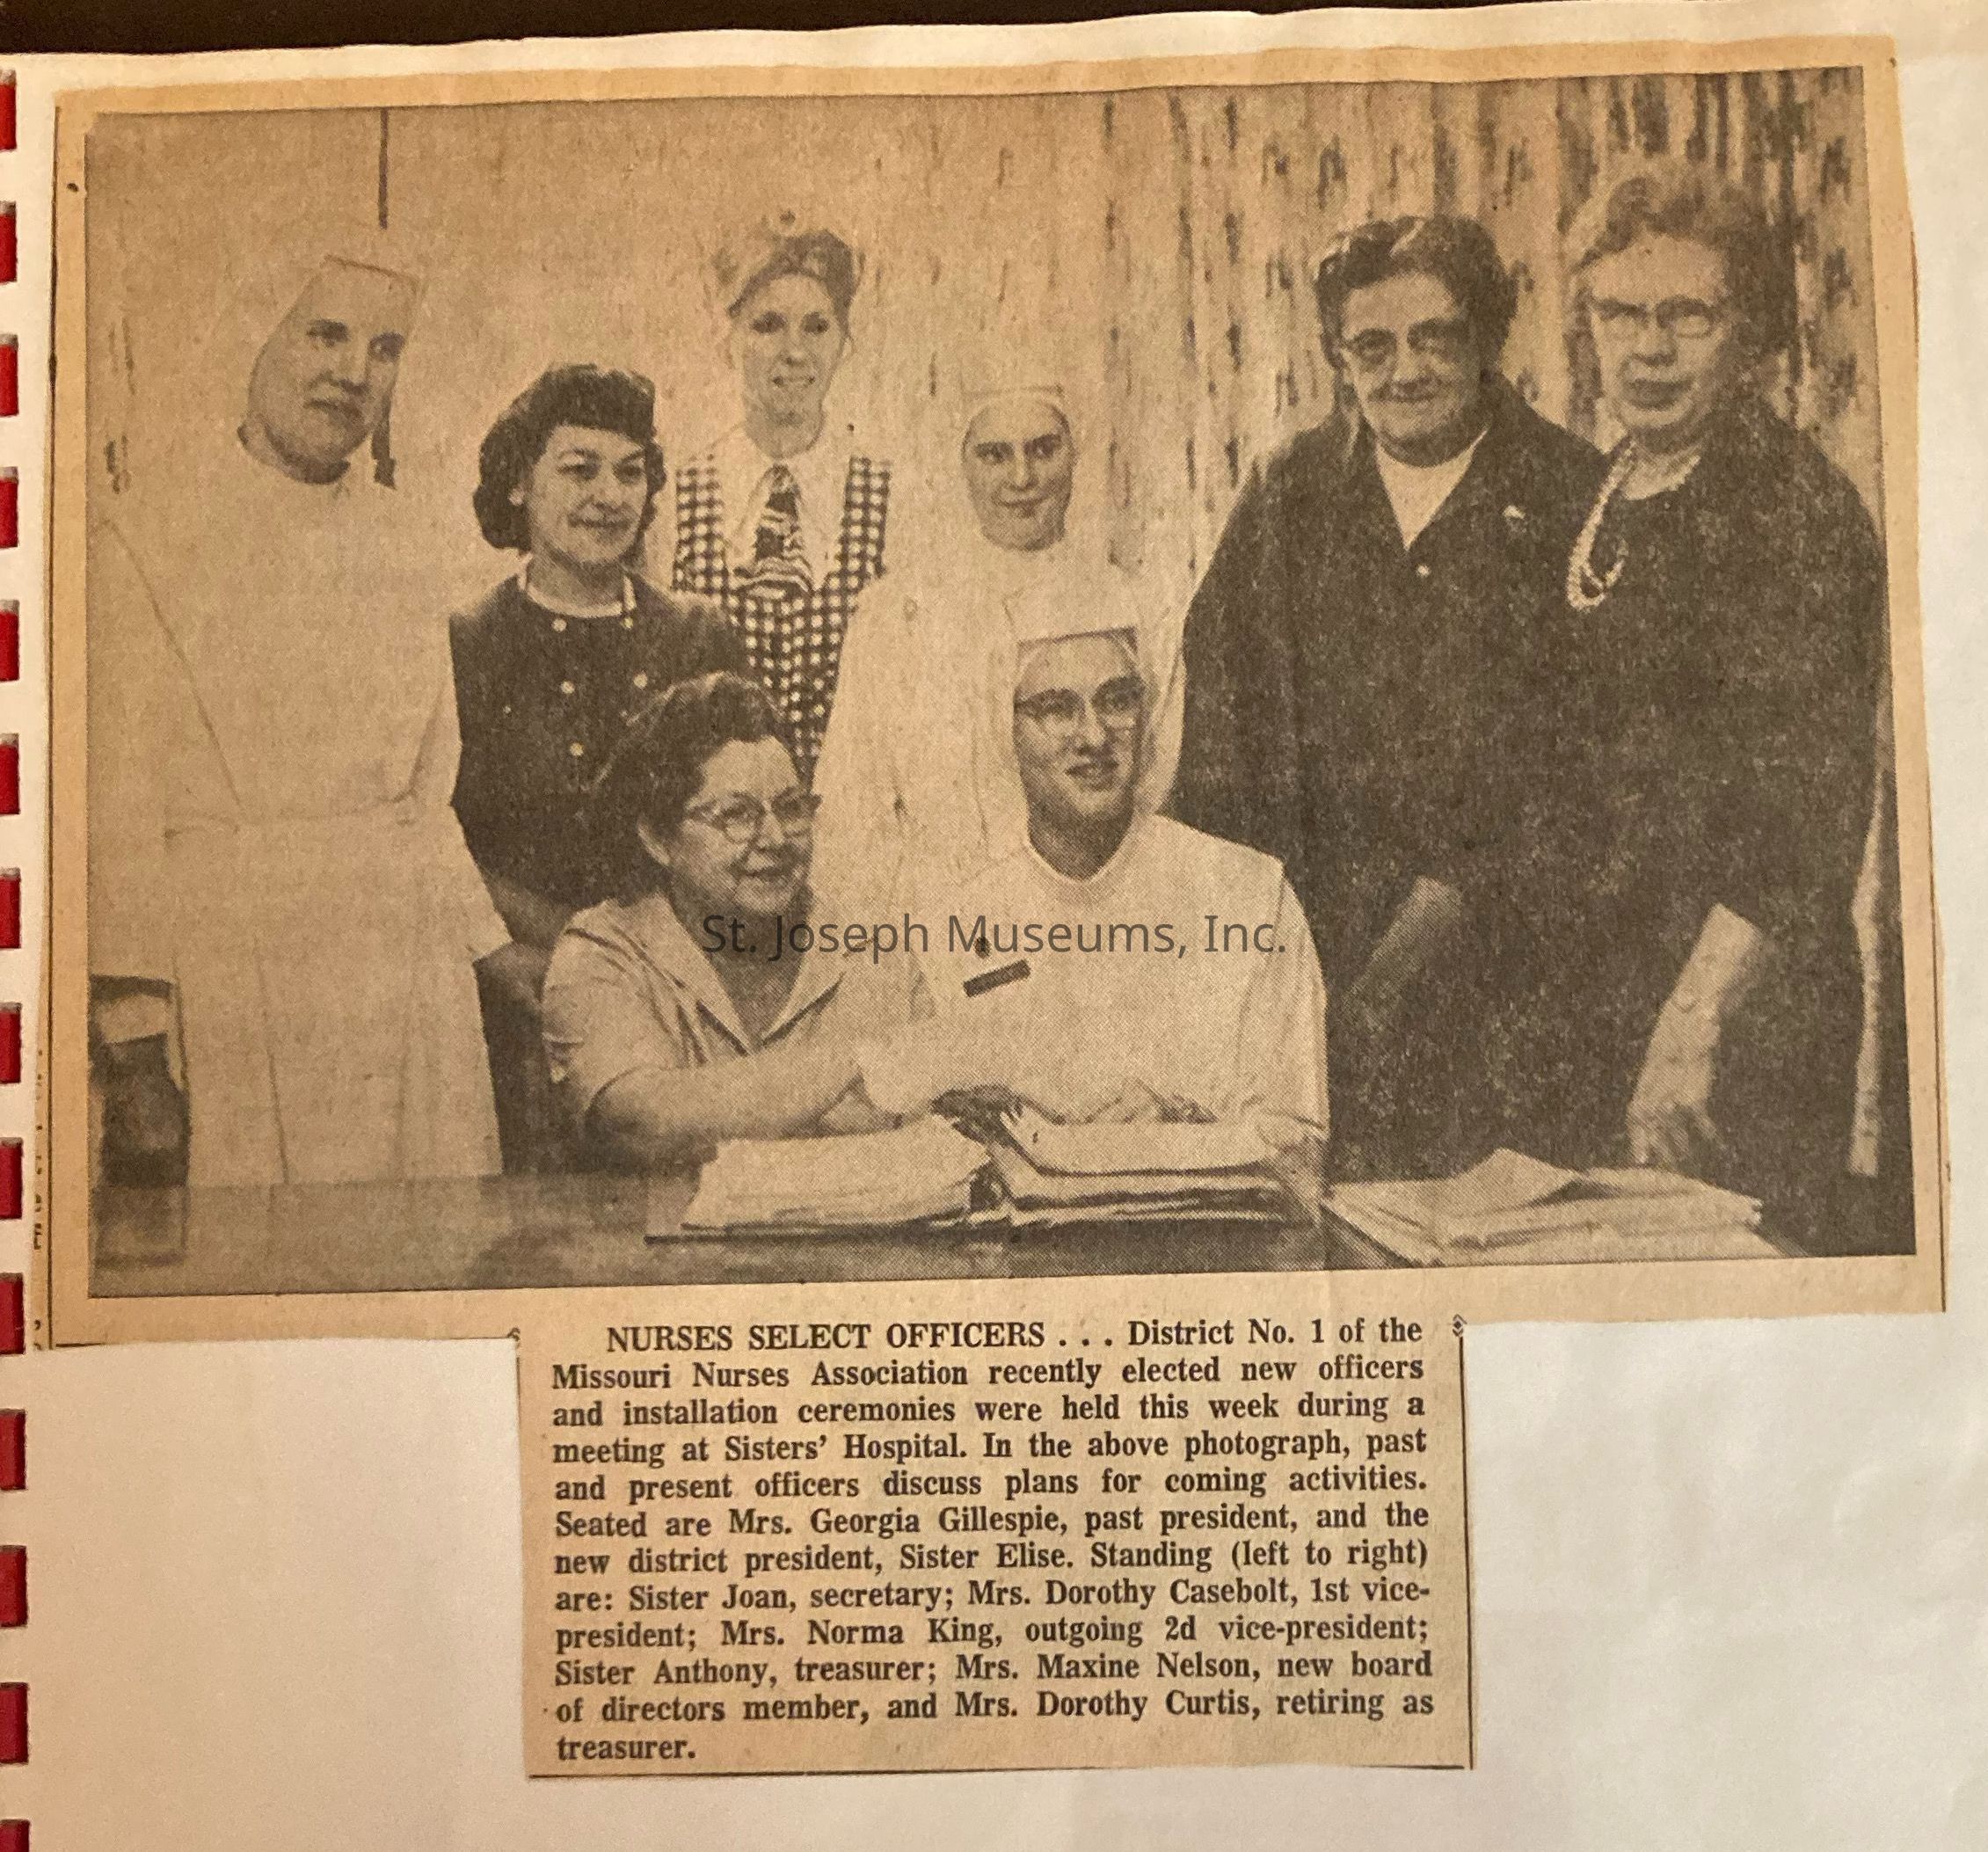 St. Joseph Museums, Inc.
NURSES SELECT OFFICERS . . . District No. 1 of the
Missouri Nurses Association recently elected new officers
and installation ceremonies were held this week during a
meeting at Sisters’ Hospital. In the above photograph, past
and present officers discuss plans for coming activities.
Seated are Mrs. Georgia Gillespie, past president, and the
new district president, Sister Elise. Standing (left to right)
are: Sister Joan, secretary; Mrs. Dorothy Casebolt, 1st vice-
president; Mrs. Norma King, outgoing 2d vice-president;
Sister Anthony, treasurer; Mrs. Maxine Nelson, new board
of directors member, and Mrs. Dorothy Curtis, retiring as
treasurer.